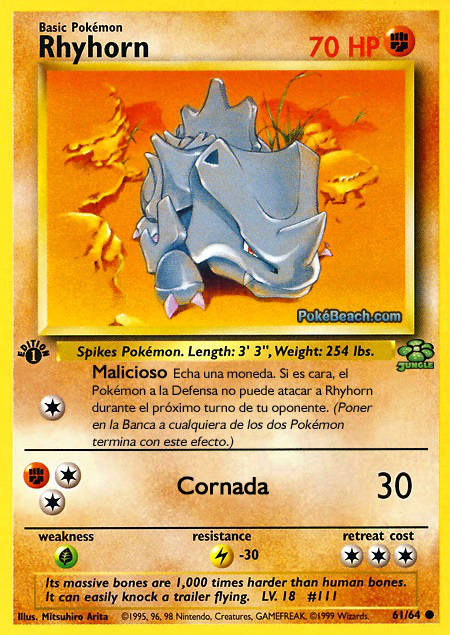 Basic Pokémon
Rhyhorn 70 HP
PokéBeach.com
EDITION
1
Spikes Pokémon. Length: 3' 3", Weight: 254 lbs.
JUNGLE
Malicioso Echa una moneda. Si es cara, el
Pokémon a la Defensa no puede atacar a Rhyhorn
durante el próximo turno de tu oponente. (Poner
en la Banca a cualquiera de los dos Pokémon
termina con este efecto.)
Cornada 30
weakness resistance retreat cost
-30
Its massive bones are 1,000 times harder than human bones.
It can easily knock a trailer flying. LV. 18 #111
Illus. Mitsuhiro Arita ©1995, 96, 98 Nintendo, Creatures, GAMEFREAK. ©1999 Wizards. 61/64